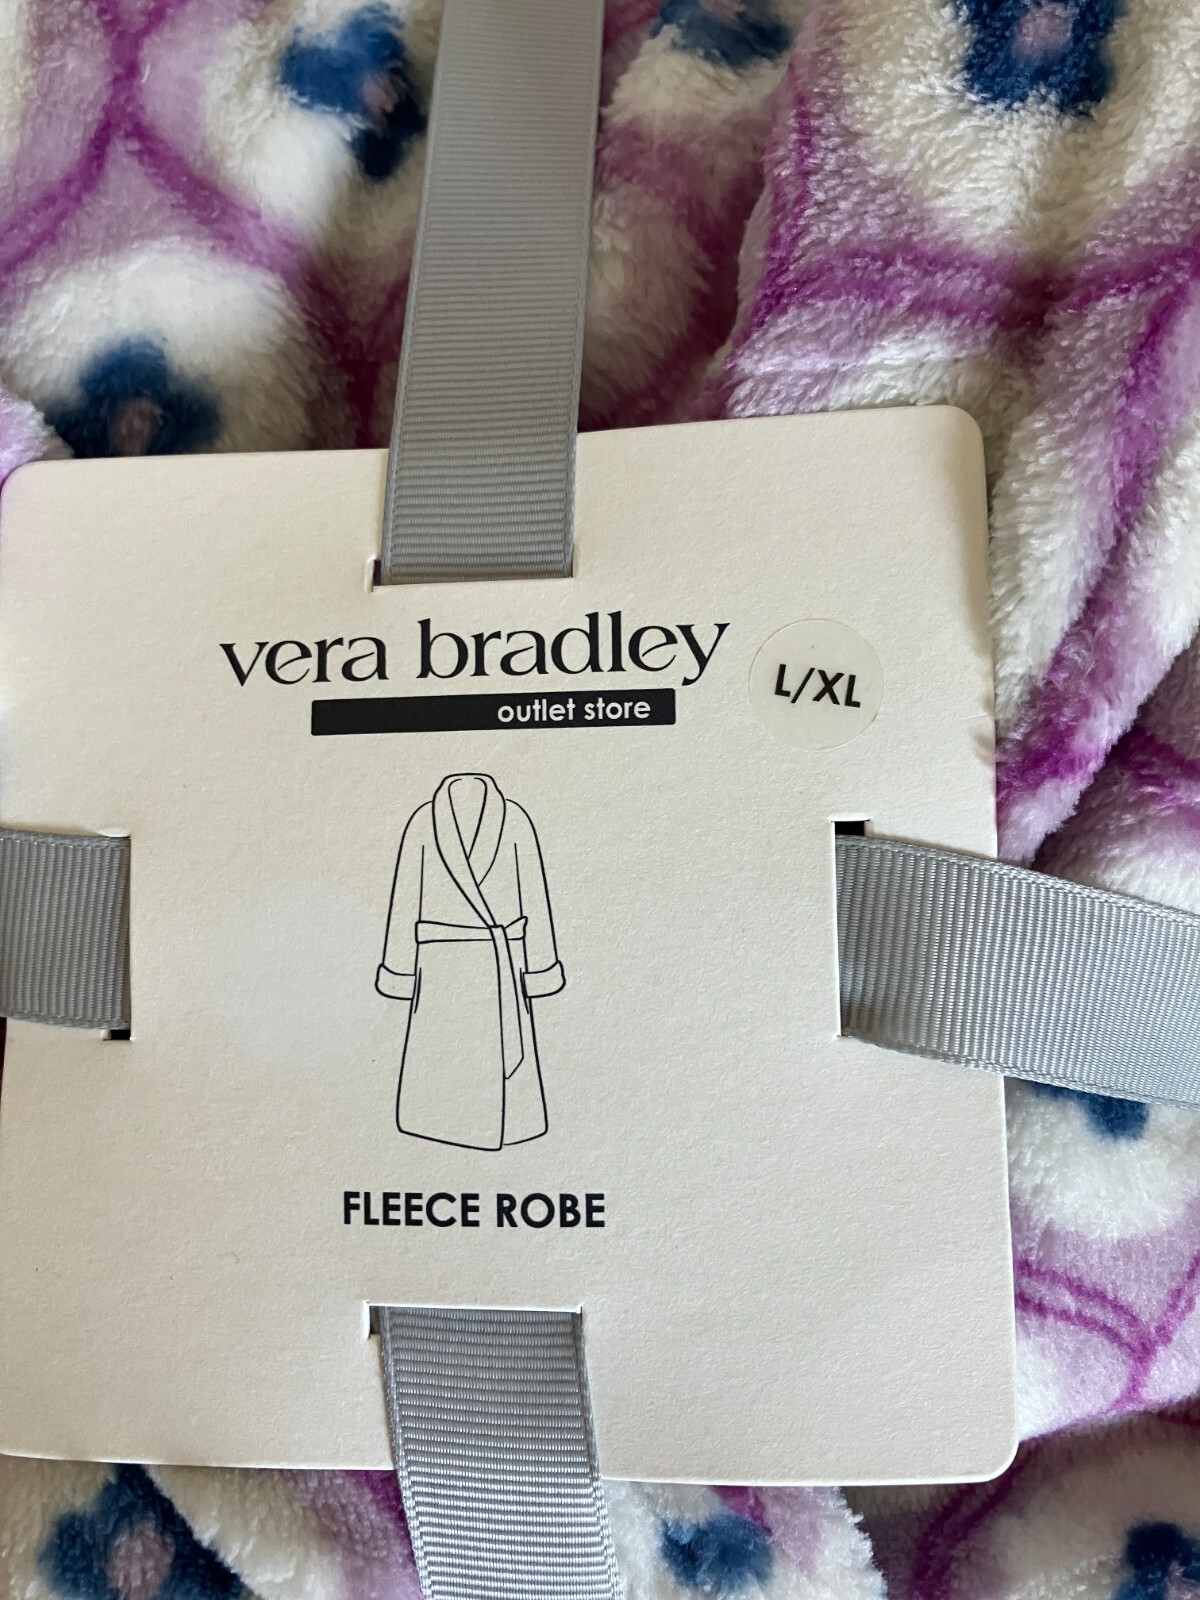 vera bradley
outlet store
L/XL
FLEECE ROBE